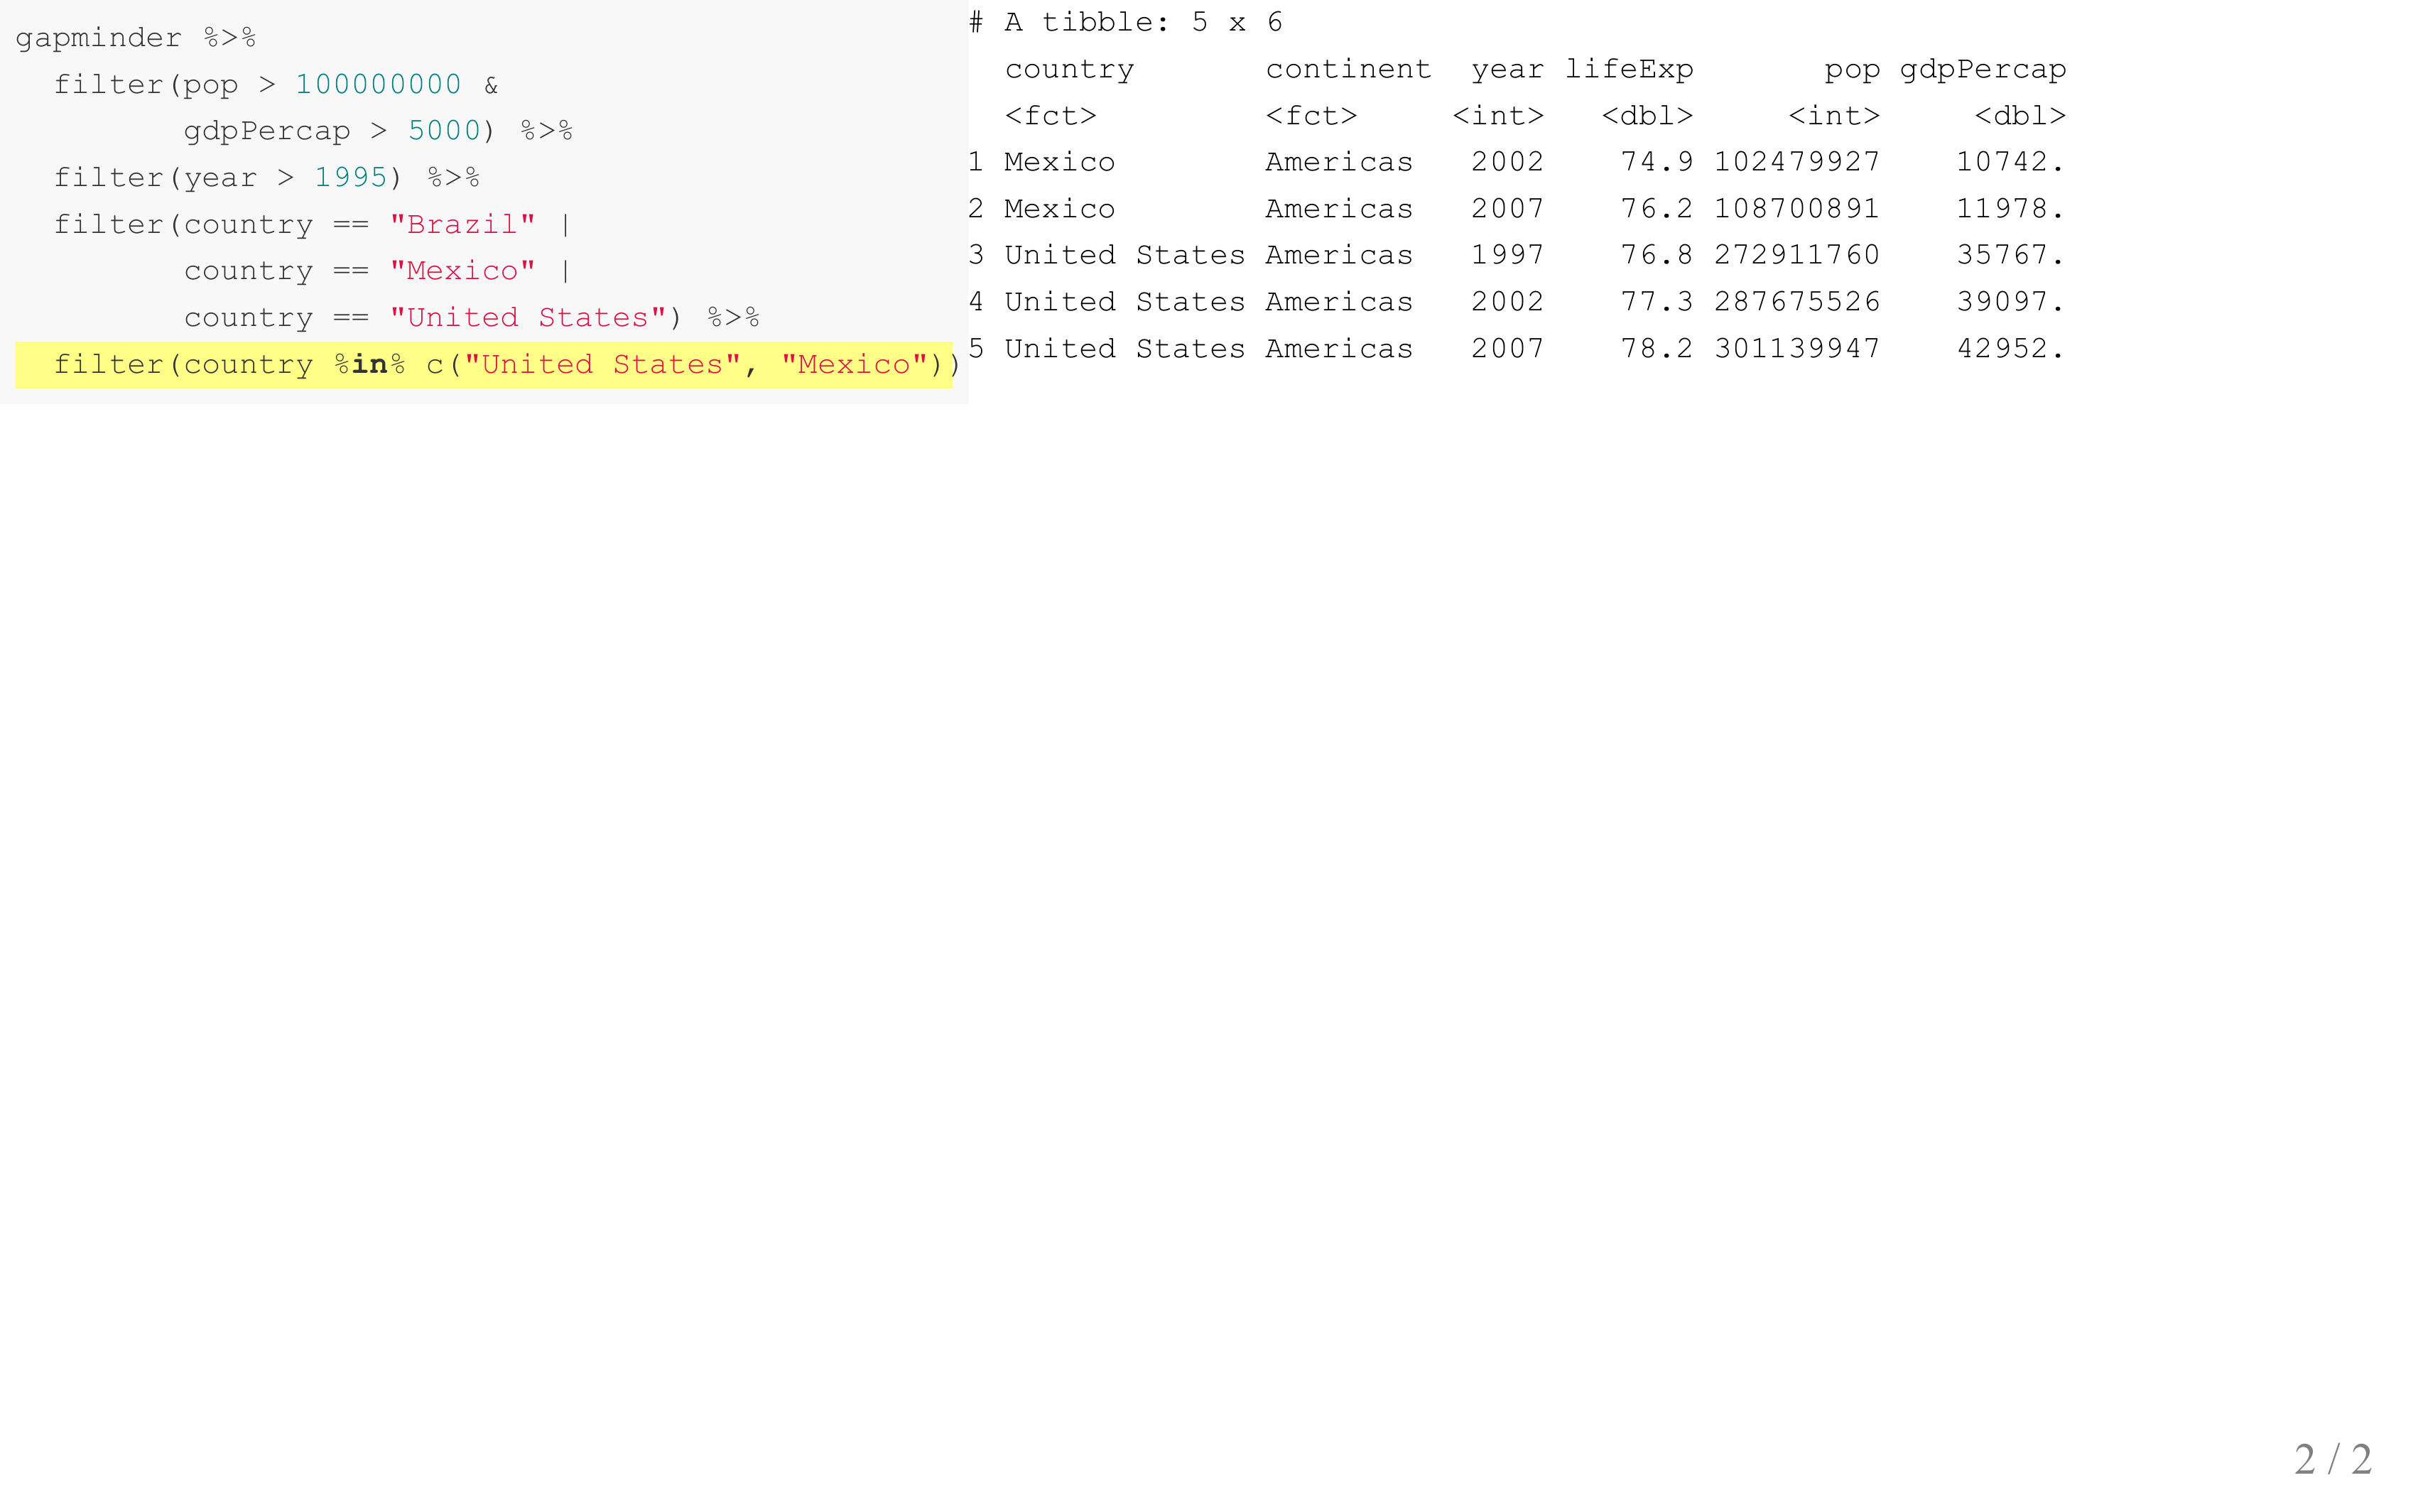 gapminder %>%
  filter(pop > 100000000 &
         gdpPercap > 5000) %>%
  filter(year > 1995) %>%
  filter(country == "Brazil" |
         country == "Mexico" |
         country == "United States") %>%
  filter(country %in% c("United States", "Mexico"))
# A tibble: 5 x 6
  country       continent  year lifeExp       pop gdpPercap
  <fct>         <fct>     <int>   <dbl>     <int>     <dbl>
1 Mexico        Americas   2002    74.9 102479927    10742.
2 Mexico        Americas   2007    76.2 108700891    11978.
3 United States Americas   1997    76.8 272911760    35767.
4 United States Americas   2002    77.3 287675526    39097.
5 United States Americas   2007    78.2 301139947    42952.
2 / 2